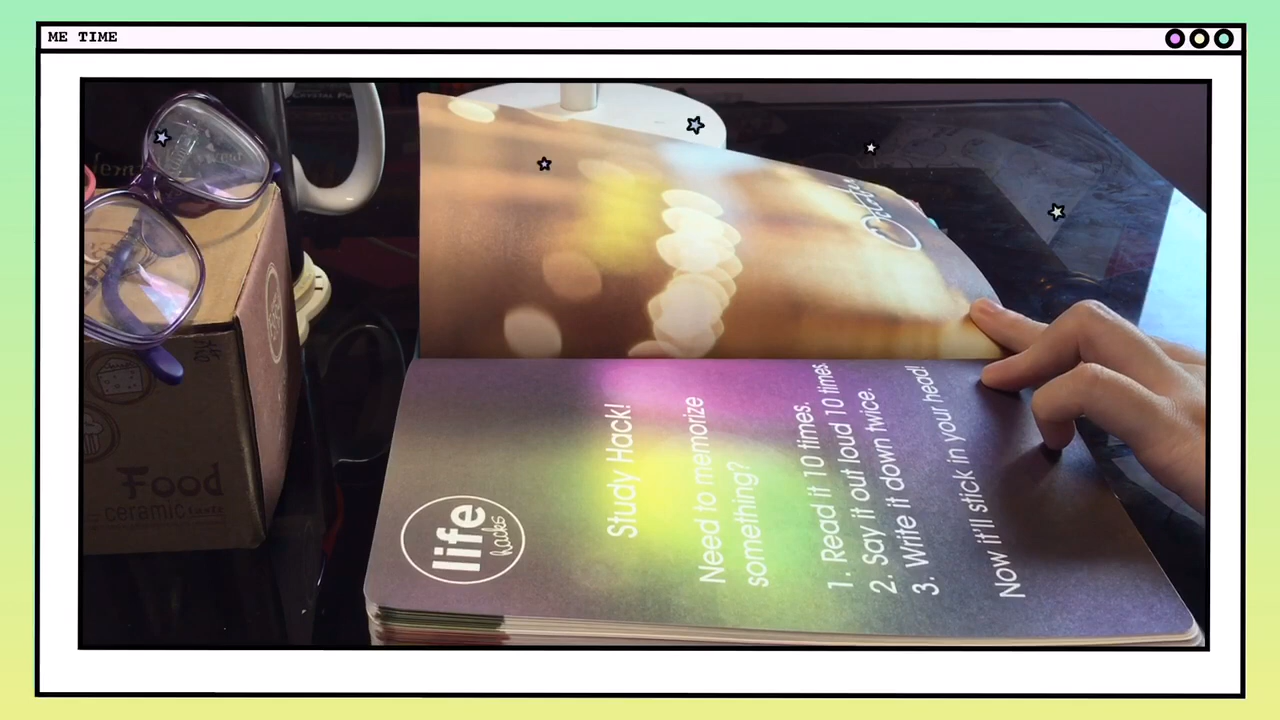 ME TIME
October
life
hacks
Study Hack!
Need to memorize
something?
1. Read it 10 times.
2. Say it out loud 10 times
3. Write it down twice.
Now it'll stick in your head!
Food
ceramic